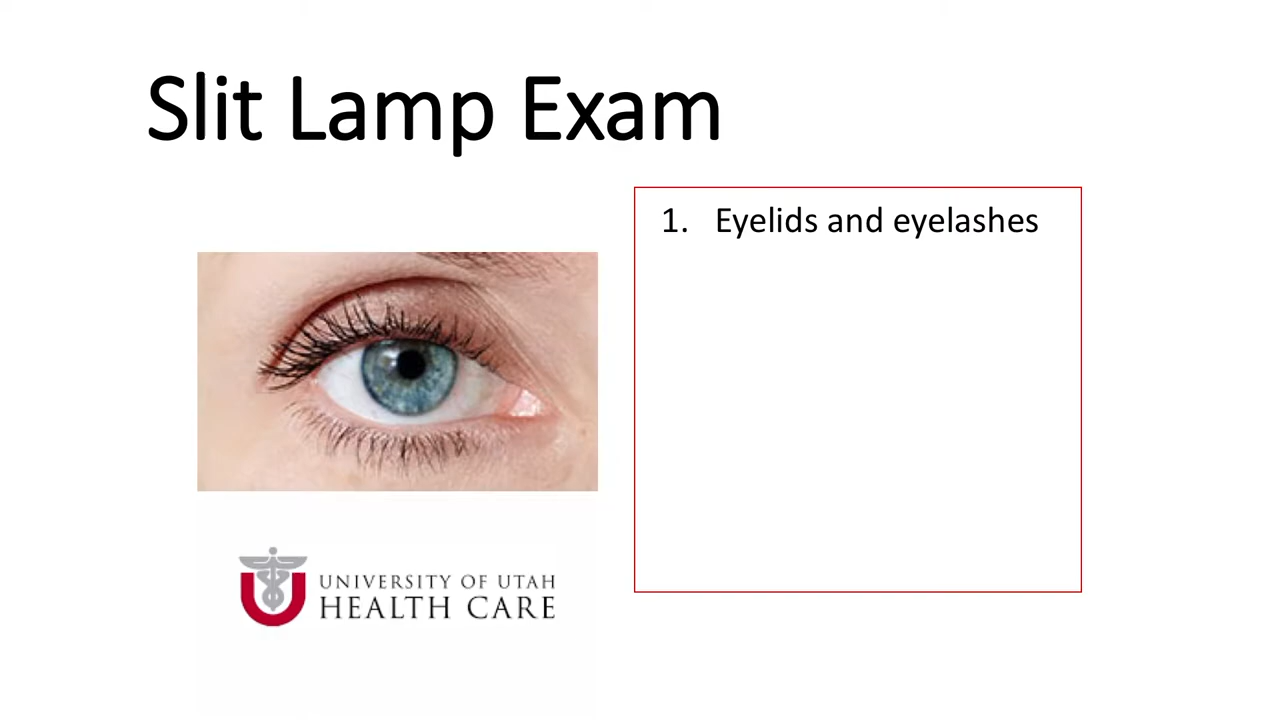 Slit Lamp Exam
1. Eyelids and eyelashes
UNIVERSITY OF UTAH
HEALTH CARE